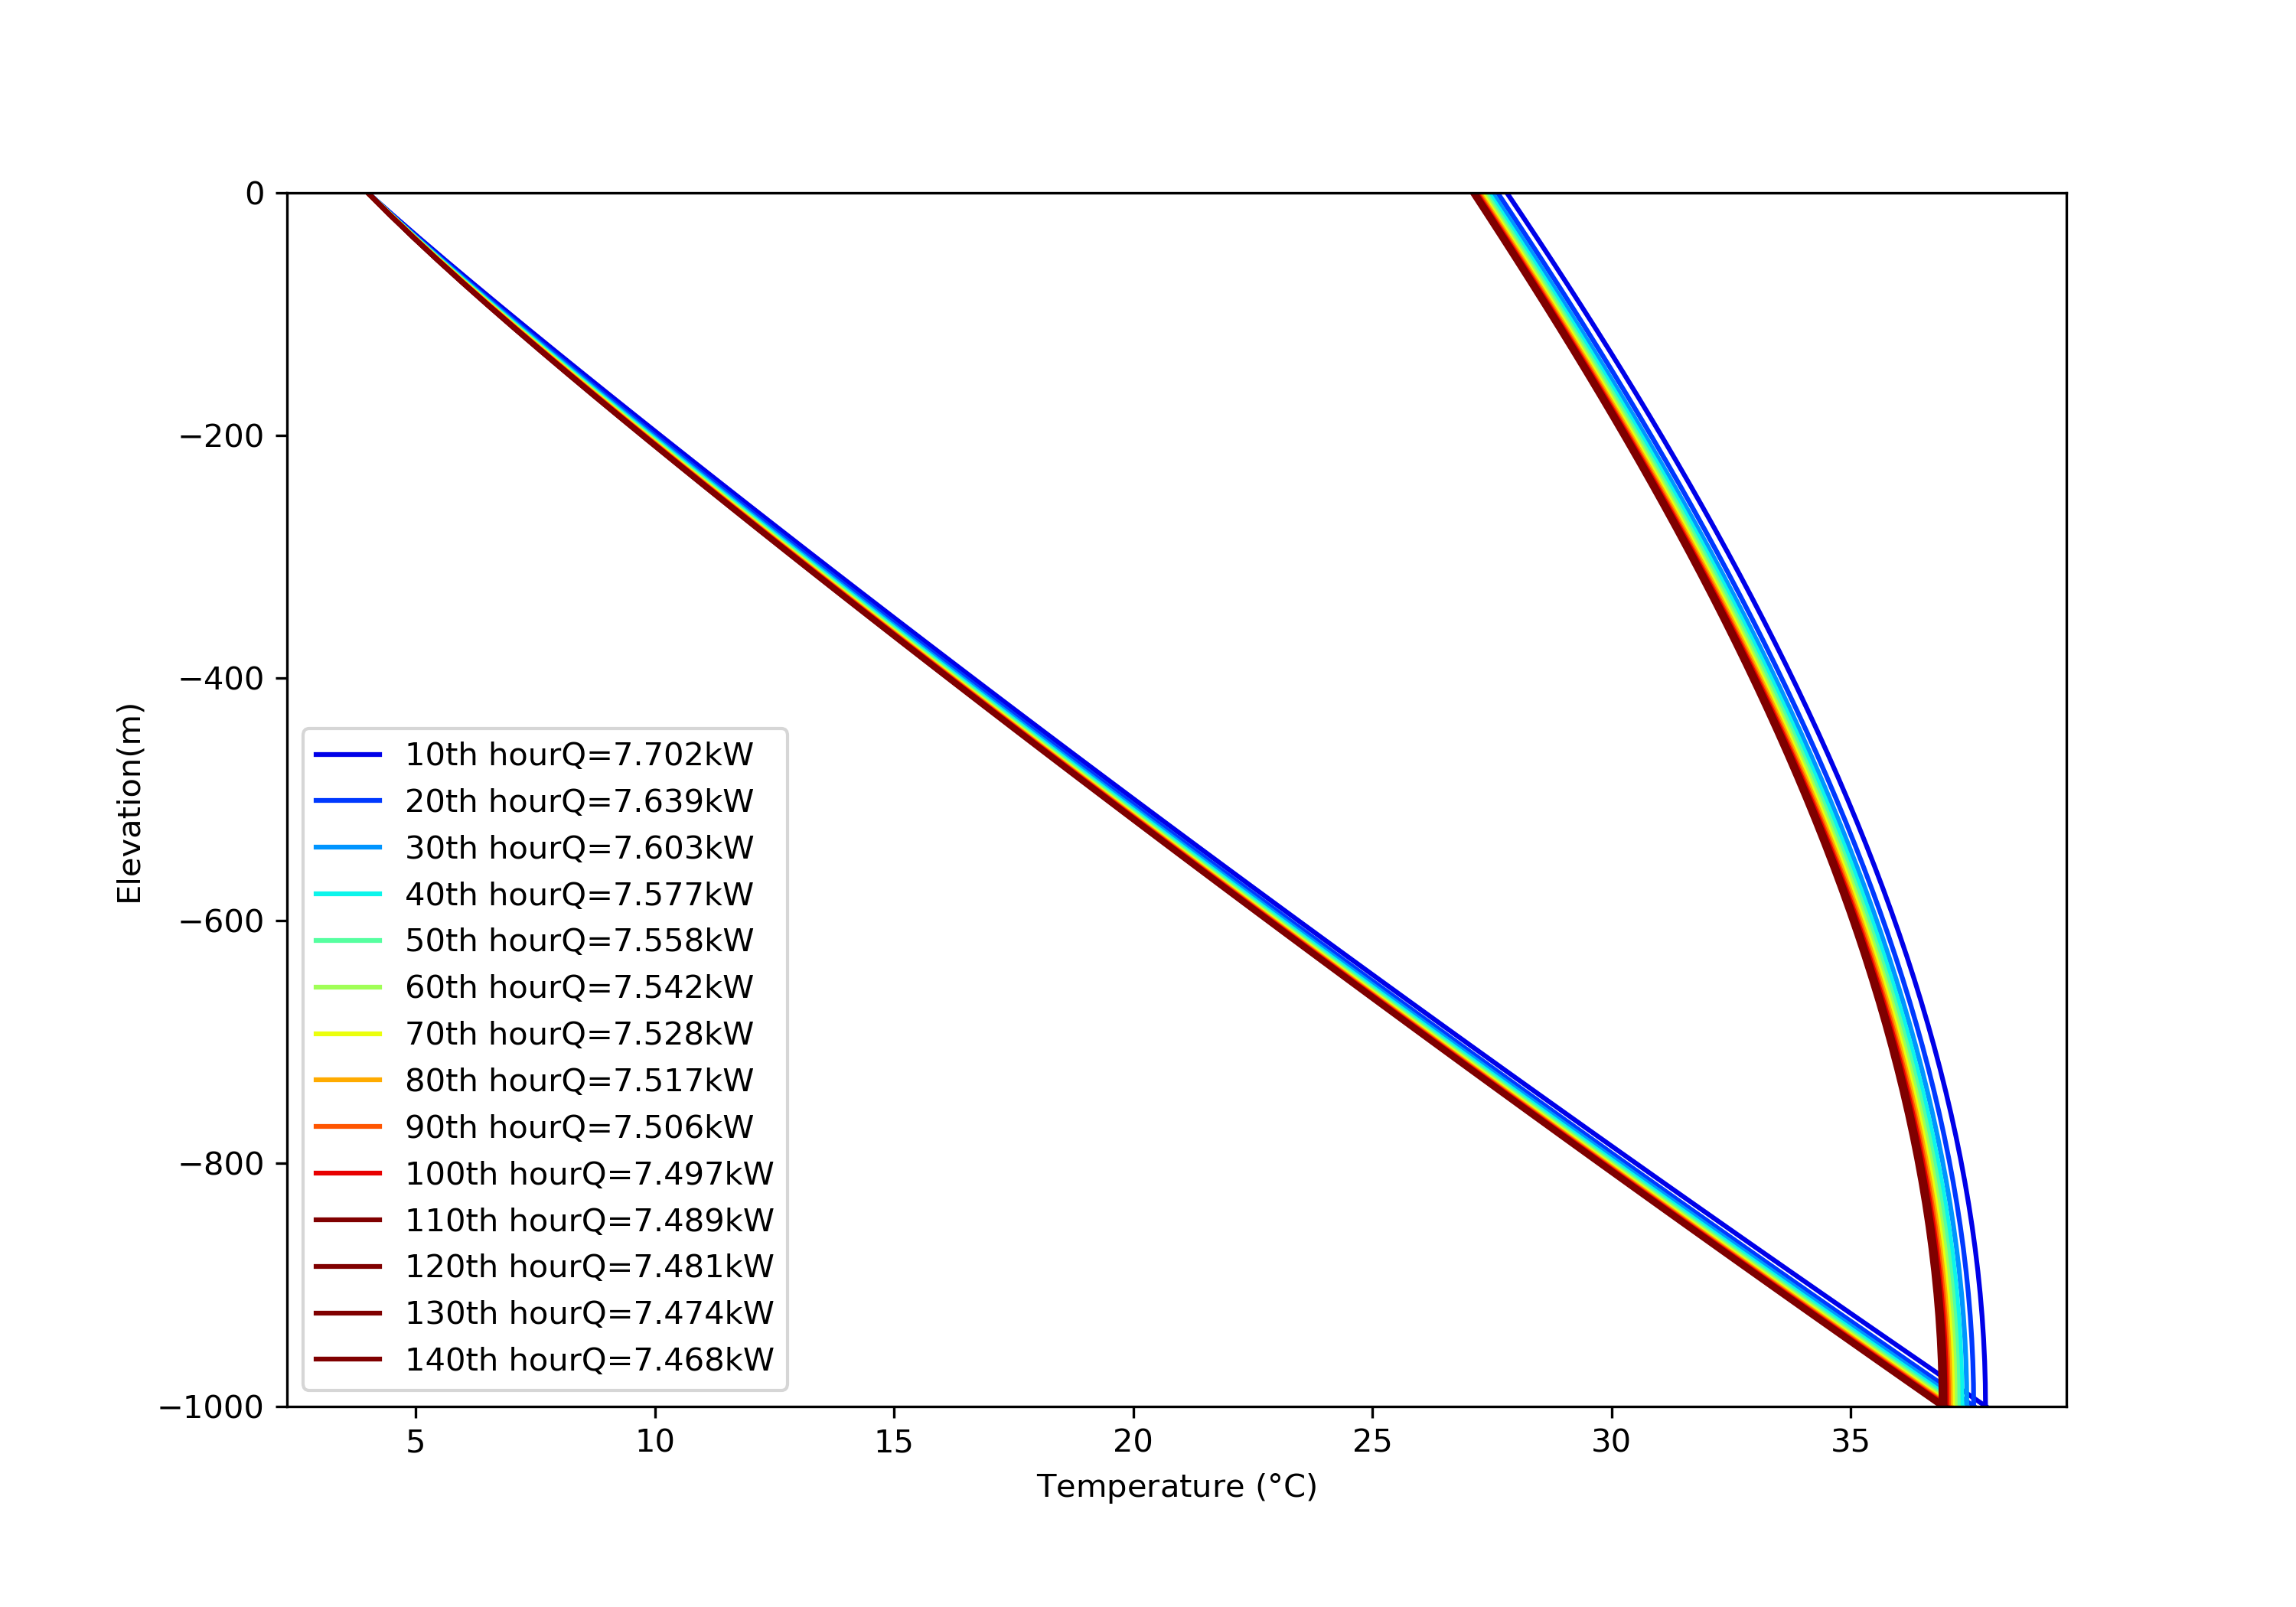 0
−200
−400
−600
−800
−1000
Elevation(m)
10th hourQ=7.702kW
20th hourQ=7.639kW
30th hourQ=7.603kW
40th hourQ=7.577kW
50th hourQ=7.558kW
60th hourQ=7.542kW
70th hourQ=7.528kW
80th hourQ=7.517kW
90th hourQ=7.506kW
100th hourQ=7.497kW
110th hourQ=7.489kW
120th hourQ=7.481kW
130th hourQ=7.474kW
140th hourQ=7.468kW
5 10 15 20 25 30 35
Temperature (°C)